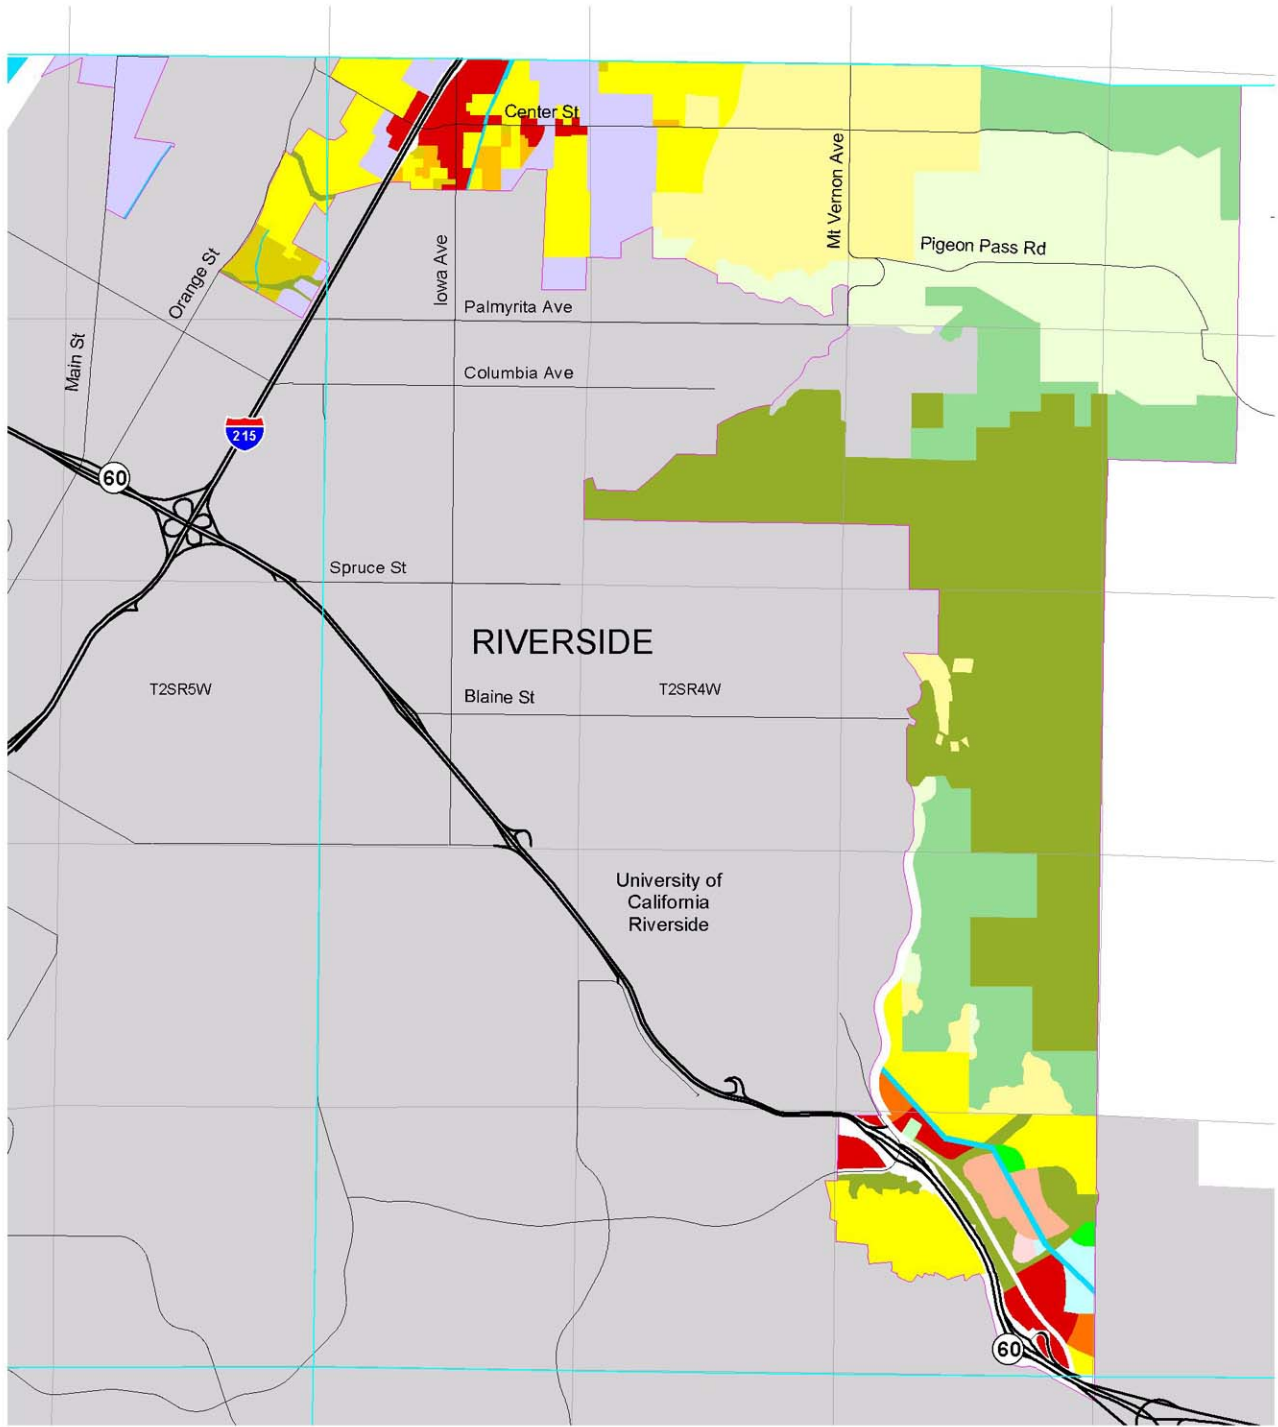 Center St
Mt Vernon Ave
Pigeon Pass Rd
Iowa Ave
Orange St
Palmyrita Ave
Main St
Columbia Ave
215
60
Spruce St
RIVERSIDE
T2SR5W
T2SR4W
Blaine St
University of
California
Riverside
60